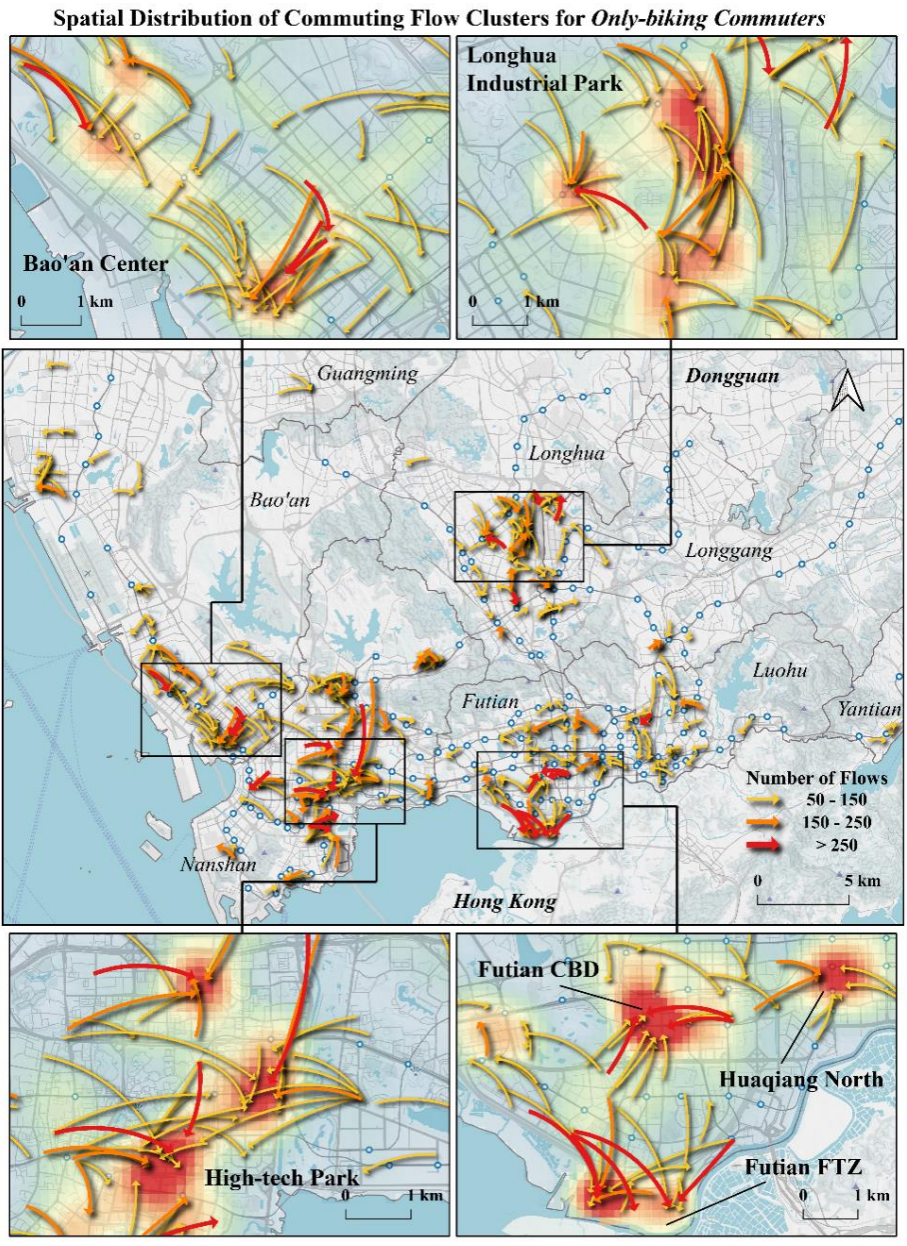 Spatial Distribution of Commuting Flow Clusters for Only-biking Commuters
Bao'an Center
0 1 km
Longhua
Industrial Park
0 1 km
Guangming
Dongguan
Longhua
Bao'an
Longgang
Luohu
Futian
Yantian
Number of Flows
50 - 150
150 - 250
> 250
Nanshan
0 5 km
Hong Kong
High-tech Park
0 1 km
Futian CBD
Huaqiang North
Futian FTZ
0 1 km